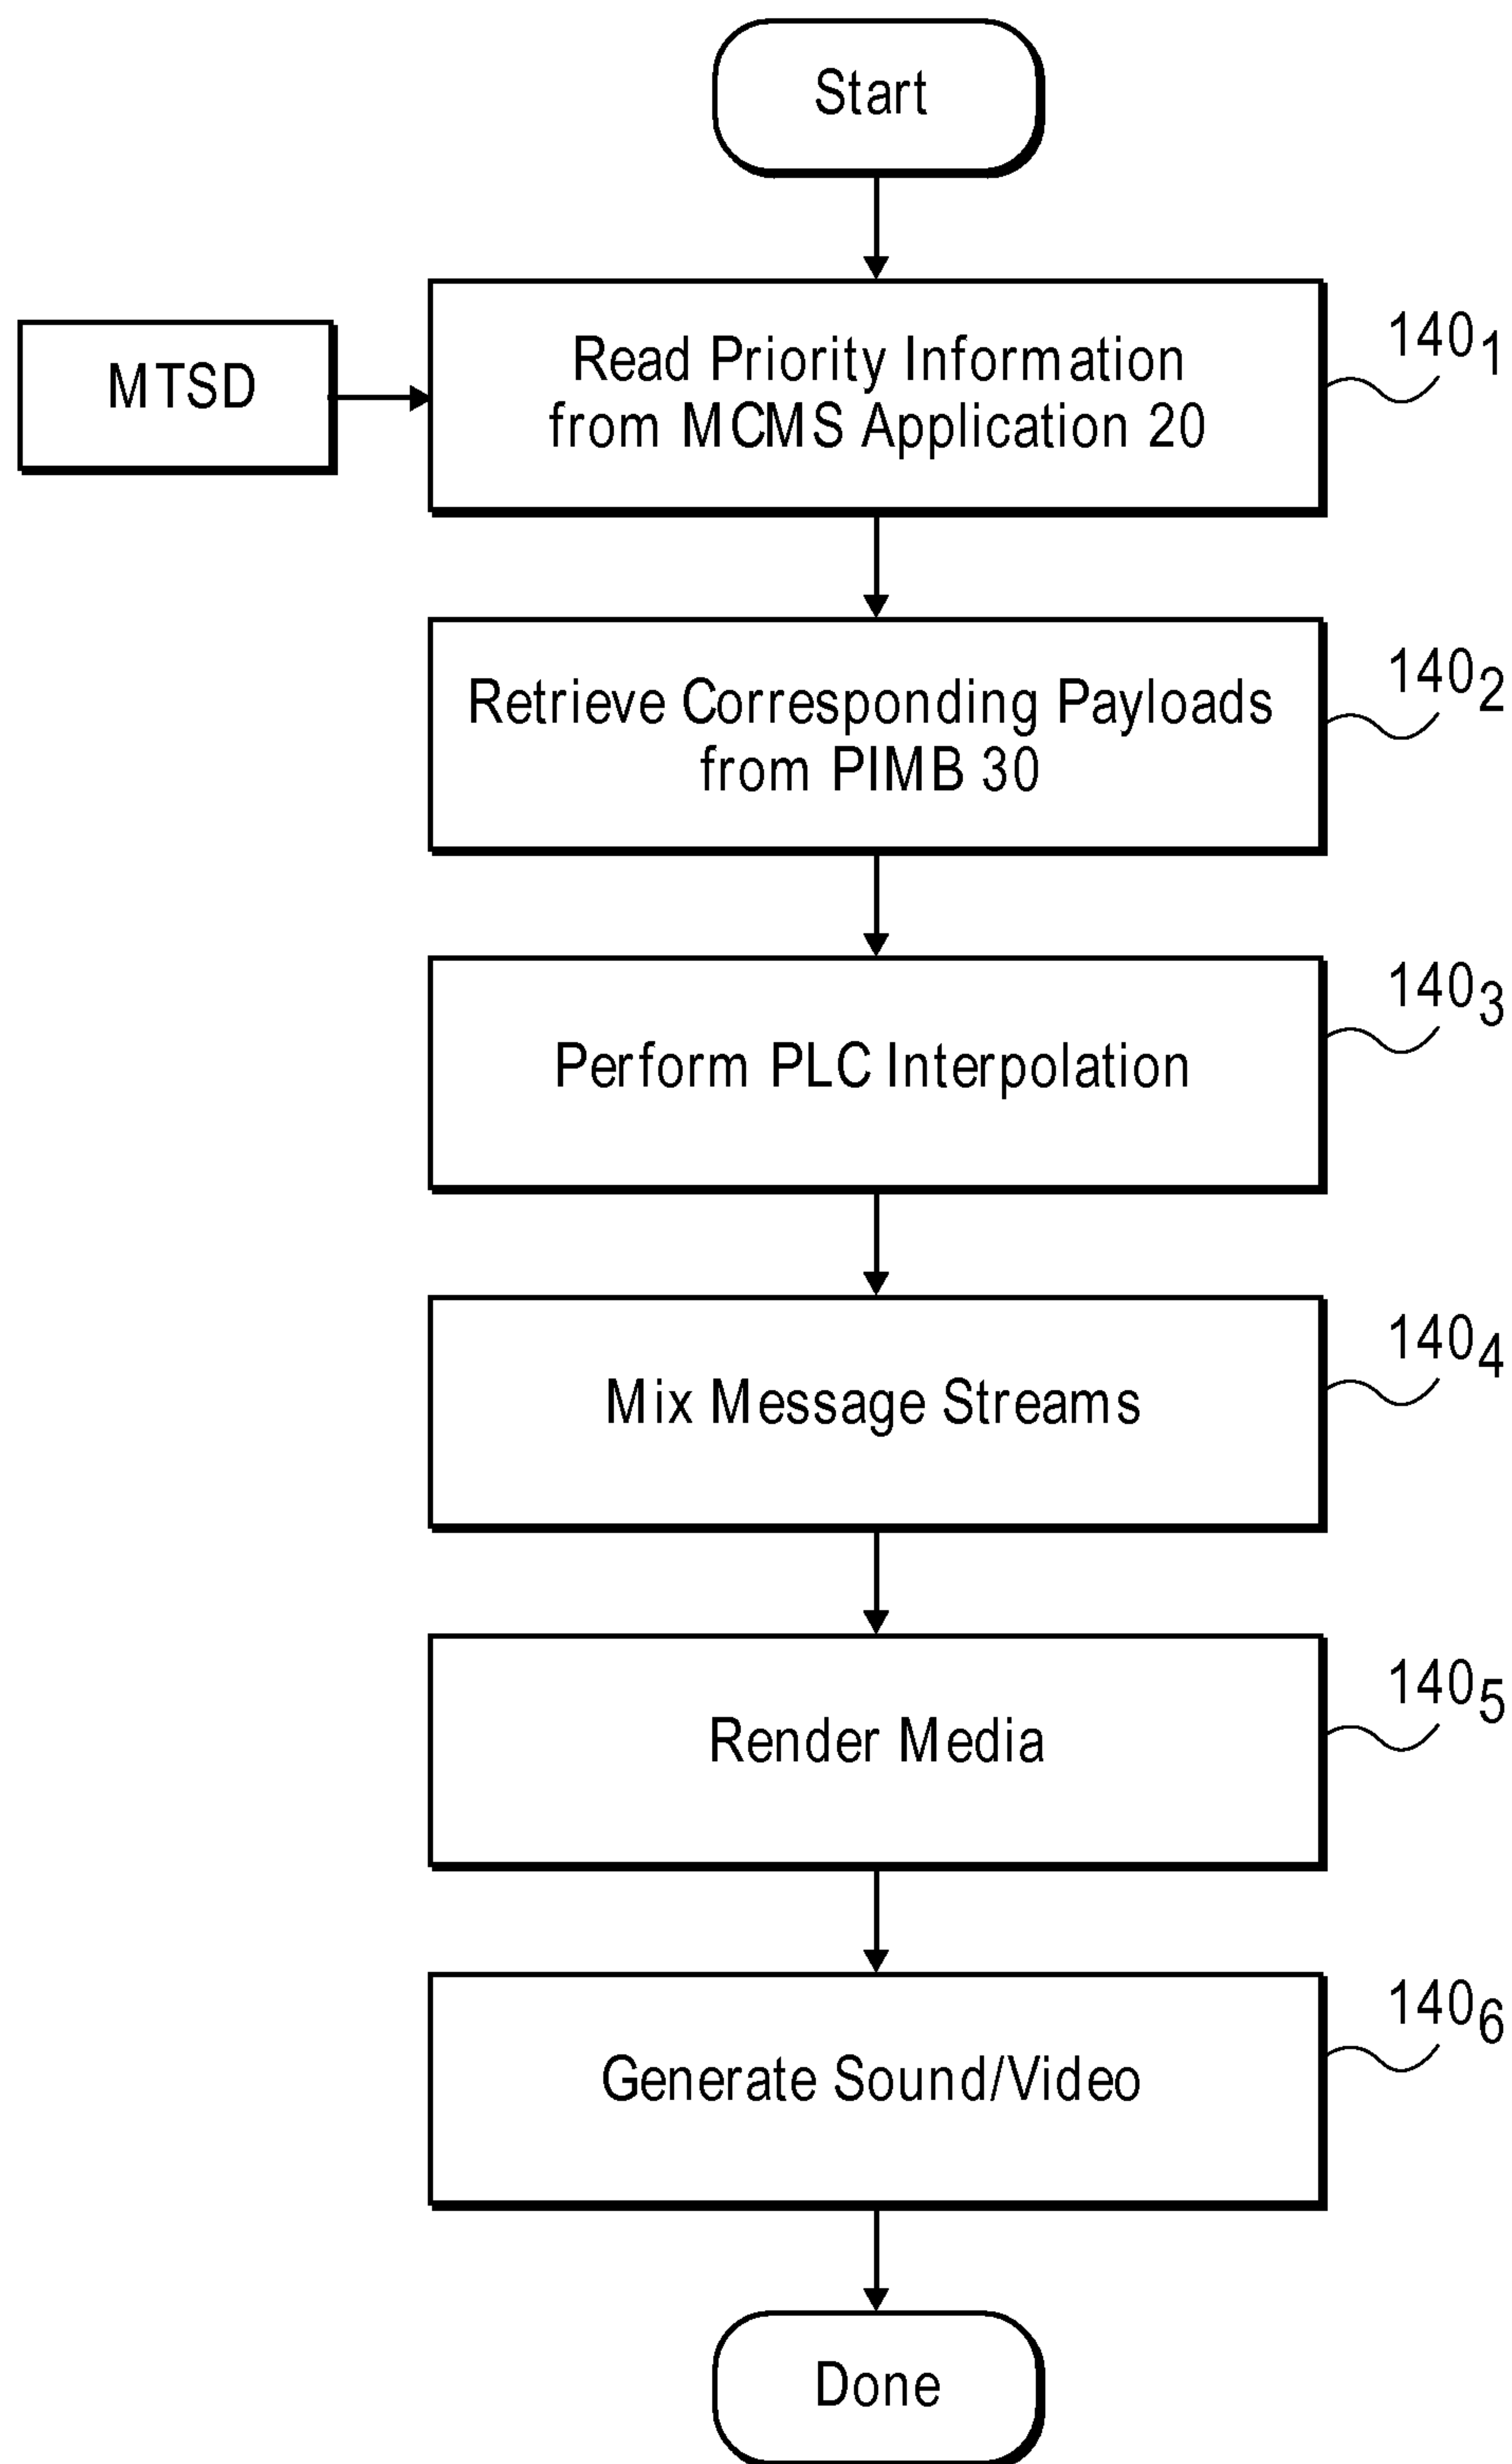 Start
MTSD
Read Priority Information
from MCMS Application 20
140₁
Retrieve Corresponding Payloads
from PIMB 30
140₂
Perform PLC Interpolation
140₃
Mix Message Streams
140₄
Render Media
140₅
Generate Sound/Video
140₆
Done